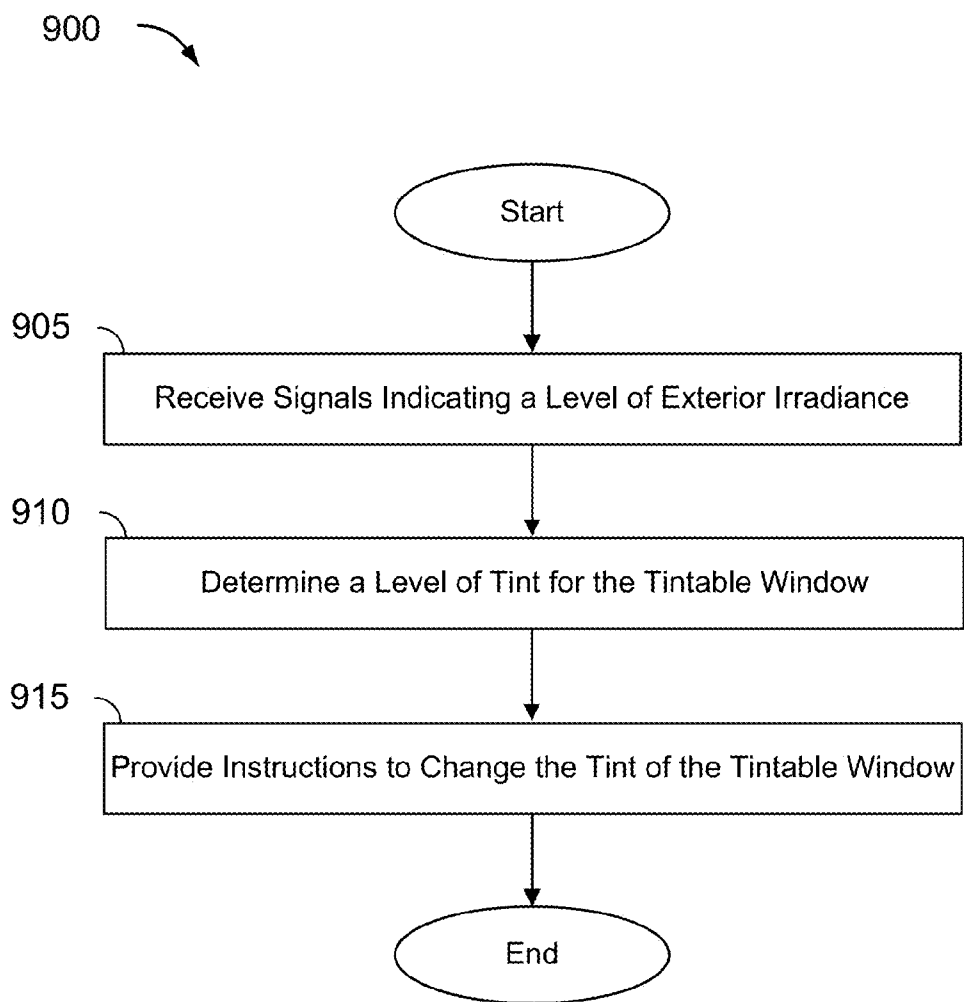 900
Start
905
Receive Signals Indicating a Level of Exterior Irradiance
910
Determine a Level of Tint for the Tintable Window
915
Provide Instructions to Change the Tint of the Tintable Window
End